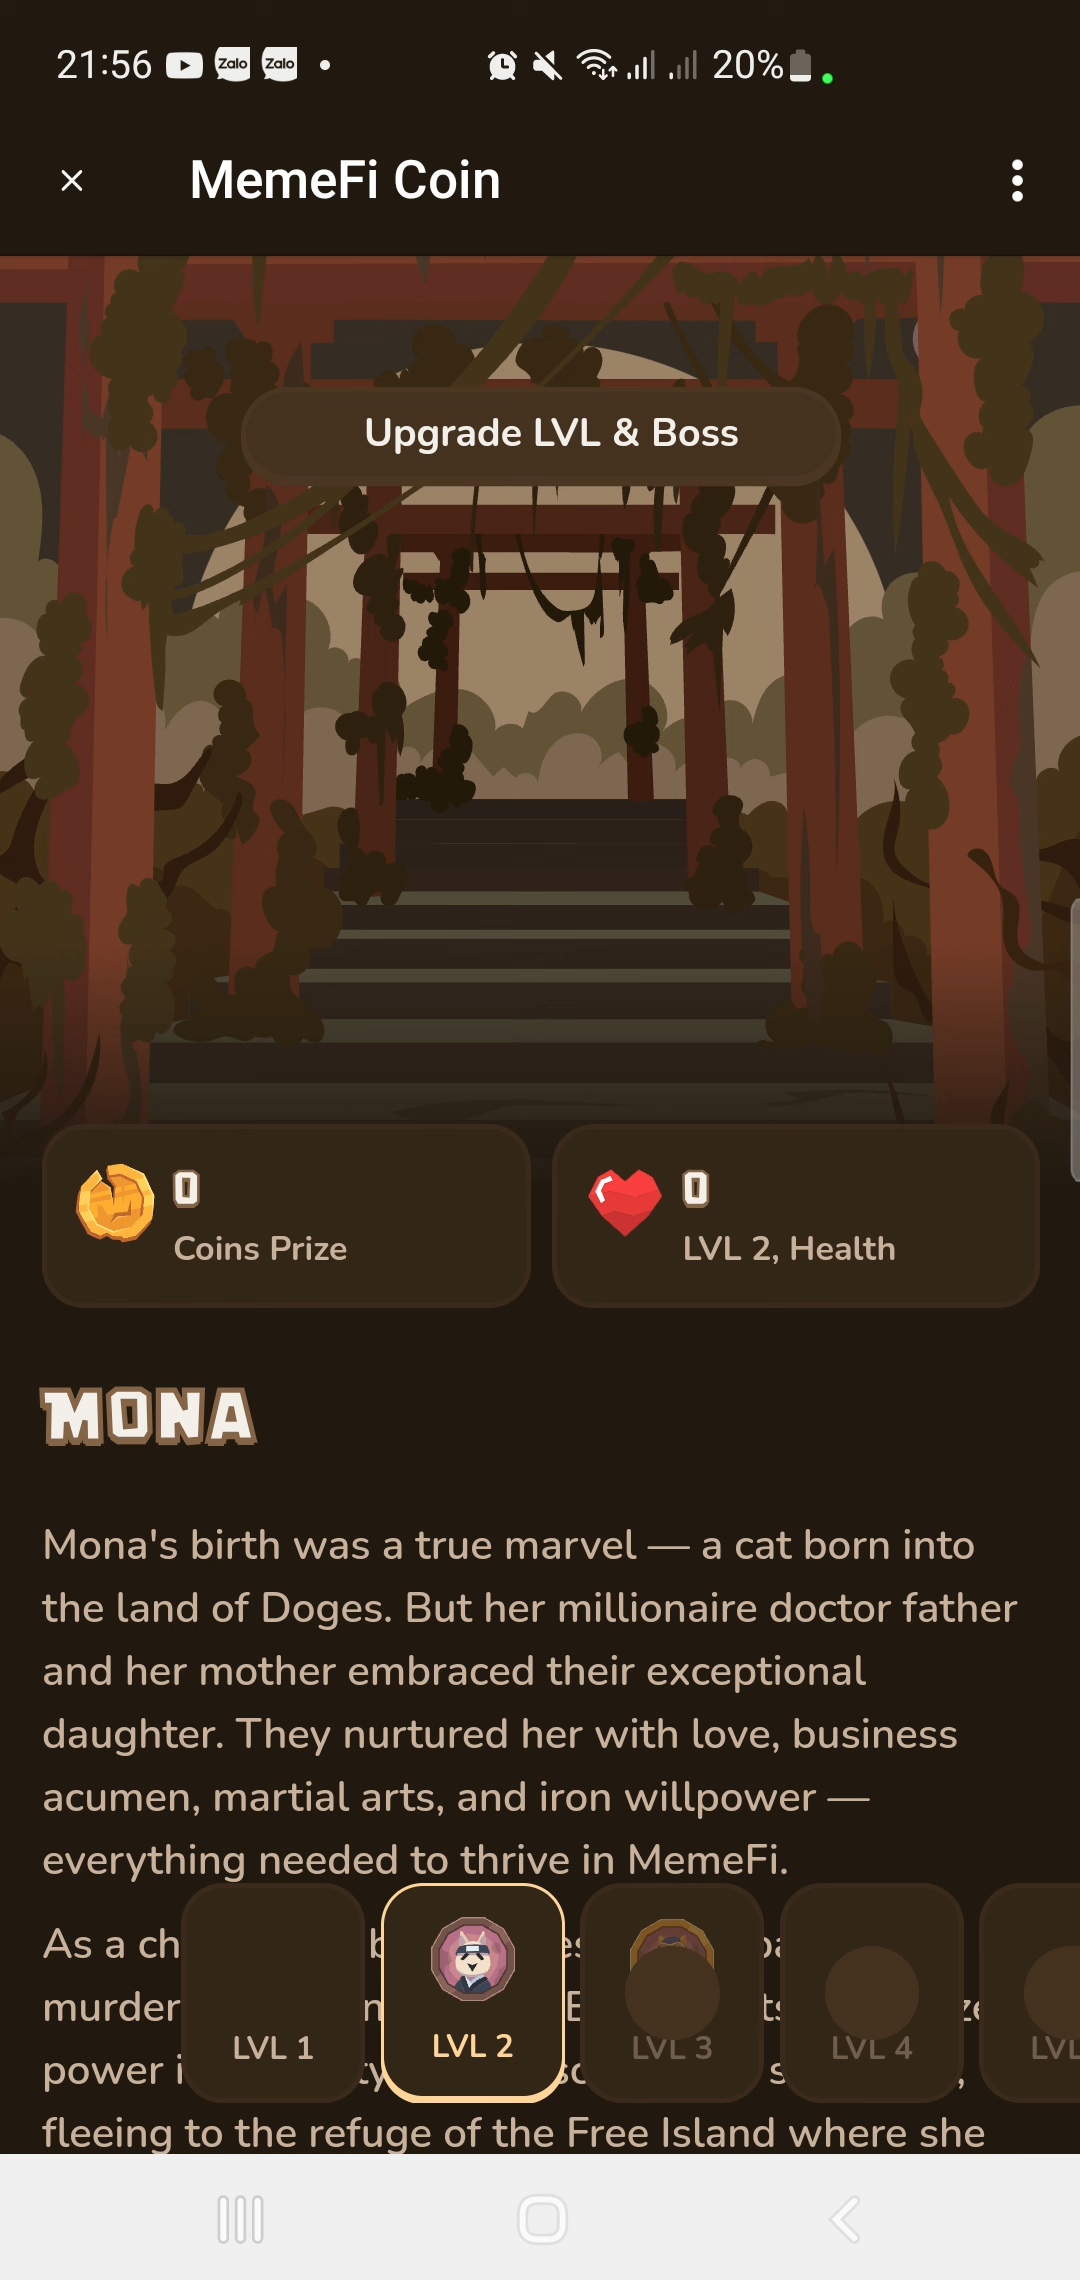 21:56 Zalo Zalo 20%
MemeFi Coin
Upgrade LVL & Boss
0
Coins Prize
0
LVL 2, Health
MONA
Mona's birth was a true marvel — a cat born into
the land of Doges. But her millionaire doctor father
and her mother embraced their exceptional
daughter. They nurtured her with love, business
acumen, martial arts, and iron willpower —
everything needed to thrive in MemeFi.
As a
murder
power
fleeing to the refuge of the Free Island where she
LVL 1
LVL 2
LVL 3
LVL 4